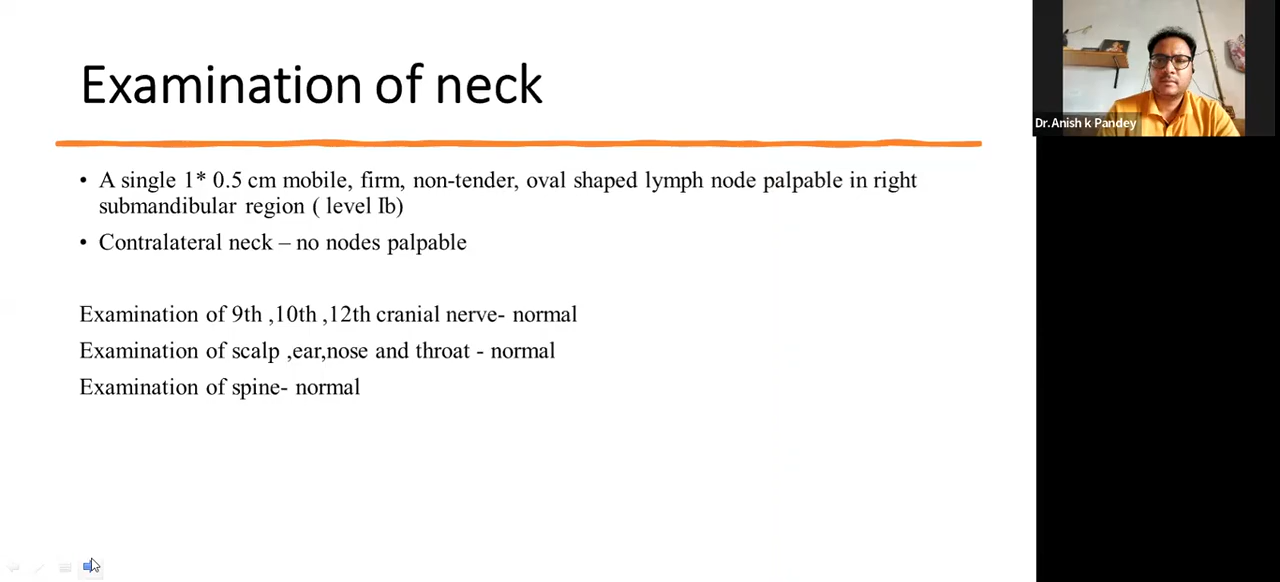 Examination of neck
• A single 1* 0.5 cm mobile, firm, non-tender, oval shaped lymph node palpable in right
submandibular region ( level Ib)
• Contralateral neck – no nodes palpable
Examination of 9th ,10th ,12th cranial nerve- normal
Examination of scalp ,ear,nose and throat - normal
Examination of spine- normal
Dr.Anish k Pandey